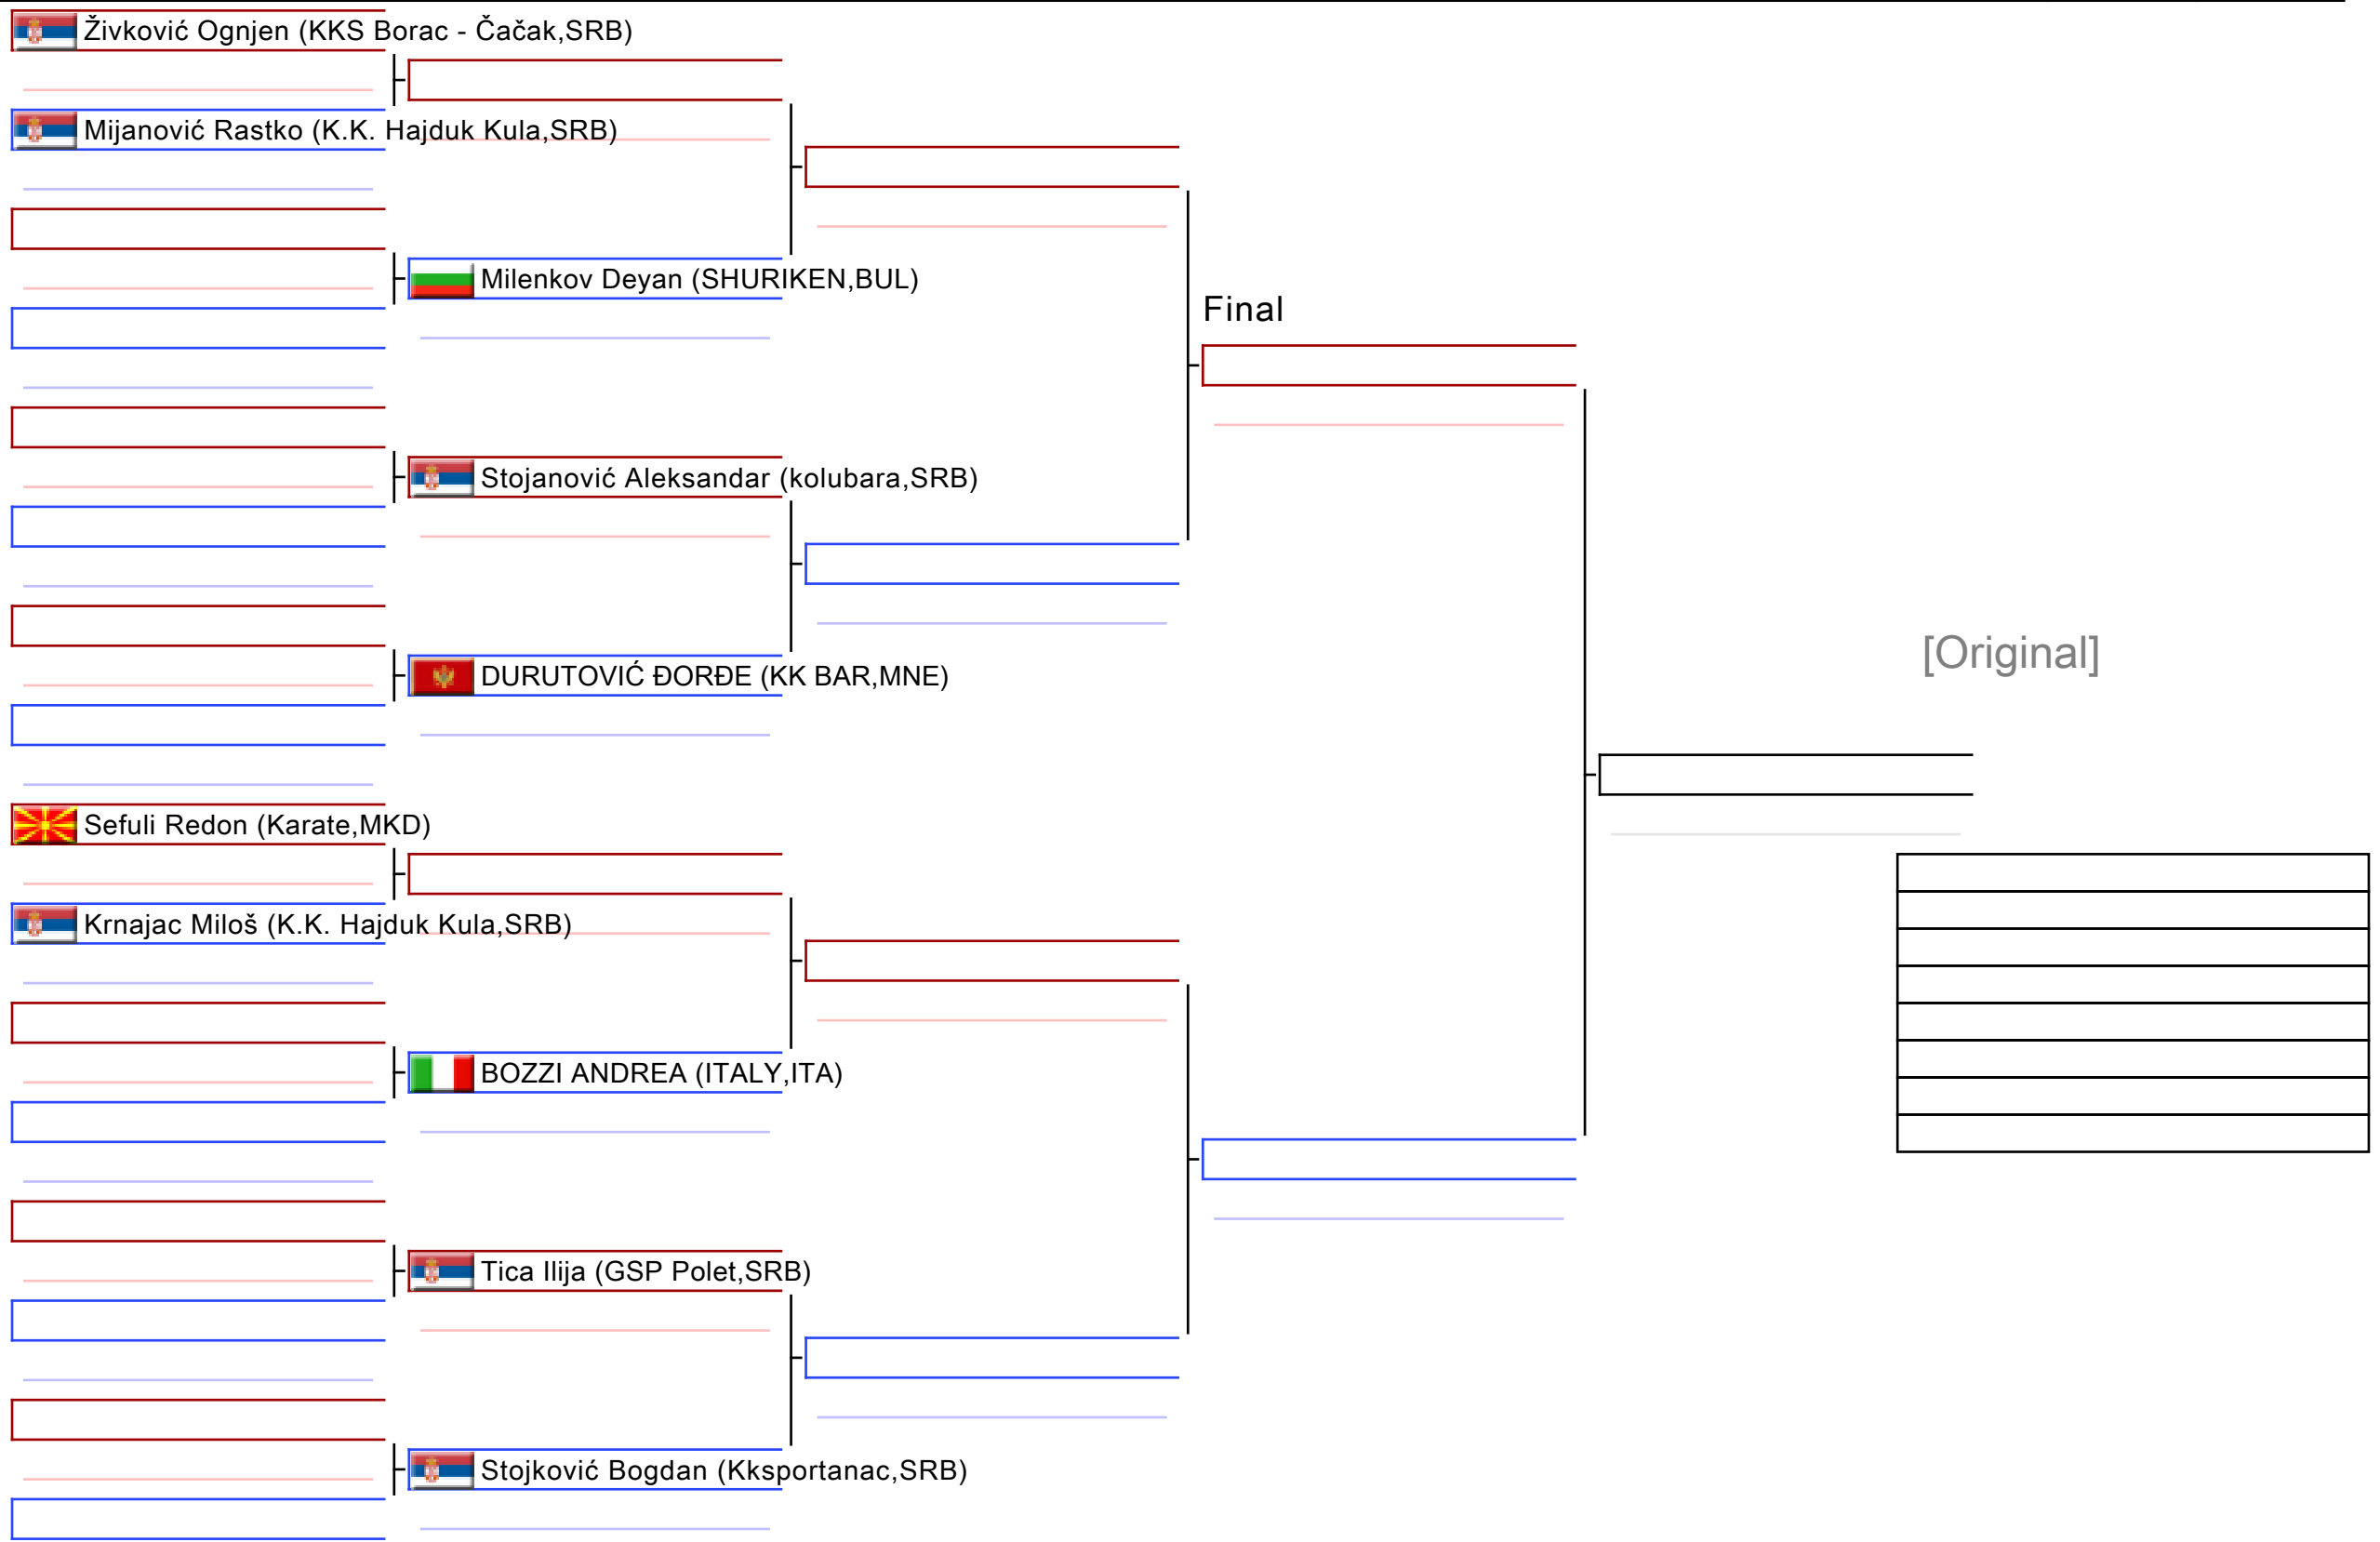 Živković Ognjen (KKS Borac - Čačak,SRB)
Mijanović Rastko (K.K. Hajduk Kula,SRB)
Milenkov Deyan (SHURIKEN,BUL)
Final
Stojanović Aleksandar (kolubara,SRB)
[Original]
DURUTOVIĆ ĐORĐE (KK BAR,MNE)
Sefuli Redon (Karate,MKD)
Krnajac Miloš (K.K. Hajduk Kula,SRB)
BOZZI ANDREA (ITALY,ITA)
Tica Ilija (GSP Polet,SRB)
Stojković Bogdan (Kksportanac,SRB)